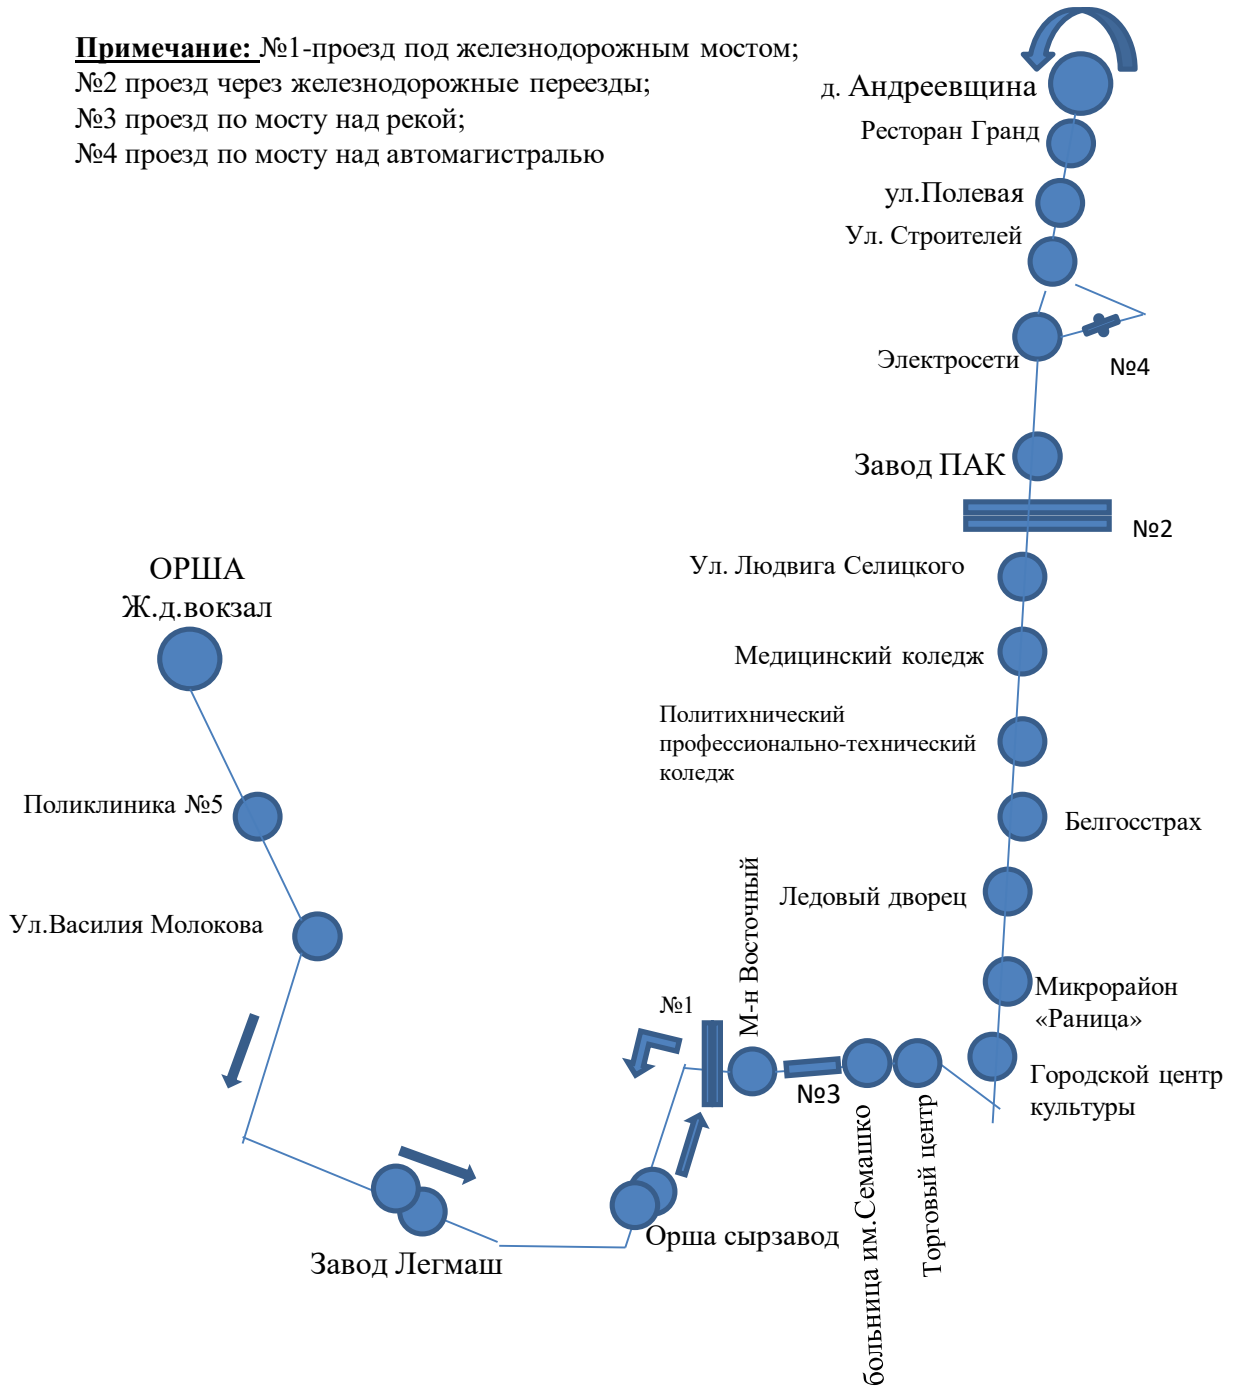 Примечание: №1-проезд под железнодорожным мостом;
№2 проезд через железнодорожные переезды;
№3 проезд по мосту над рекой;
№4 проезд по мосту над автомагистралью
д. Андреевщина
Ресторан Гранд
ул.Полевая
Ул. Строителей
Электросети
№4
Завод ПАК
№2
Ул. Людвига Селицкого
ОРША
Ж.д.вокзал
Медицинский коледж
Политихнический
профессионально-технический
коледж
Поликлиника №5
Белгосстрах
Ледовый дворец
Ул.Василия Молокова
М-н Восточный
№1
Микрорайон
«Раница»
№3
Городской центр
культуры
больница им.Семашко
Торговый центр
Орша сырзавод
Завод Легмаш